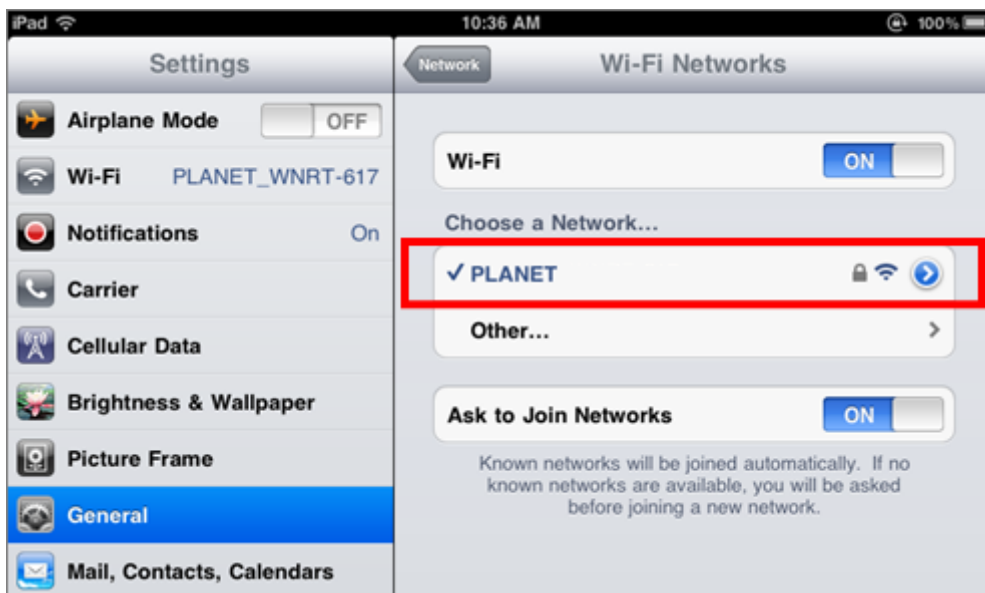 iPad 10:36 AM 100%
Settings
Airplane Mode OFF
Wi-Fi PLANET_WNRT-617
Notifications On
Carrier
Cellular Data
Brightness & Wallpaper
Picture Frame
General
Mail, Contacts, Calendars
Network Wi-Fi Networks
Wi-Fi ON
Choose a Network...
✓ PLANET
Other...
Ask to Join Networks ON
Known networks will be joined automatically. If no
known networks are available, you will be asked
before joining a new network.